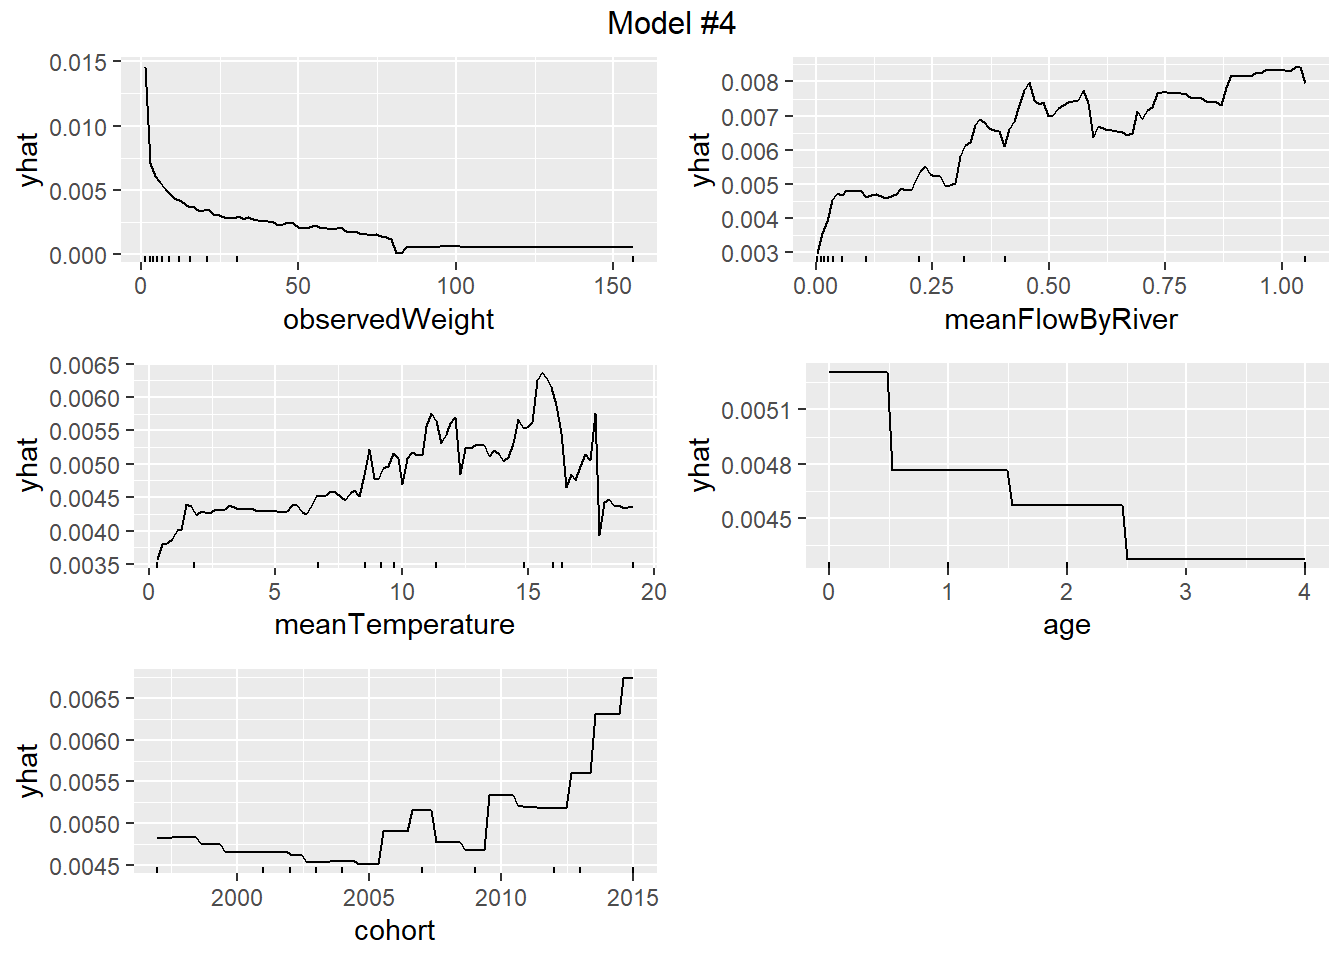 Model #4
0.015
0.010
0.005
0.000
yhat
0 50 100 150
observedWeight
0.008
0.007
0.006
0.005
0.004
0.003
yhat
0.00 0.25 0.50 0.75 1.00
meanFlowByRiver
0.0065
0.0060
0.0055
0.0050
0.0045
0.0040
0.0035
yhat
0 5 10 15 20
meanTemperature
0.0051
0.0048
0.0045
yhat
0 1 2 3 4
age
0.0065
0.0060
0.0055
0.0050
0.0045
yhat
2000 2005 2010 2015
cohort